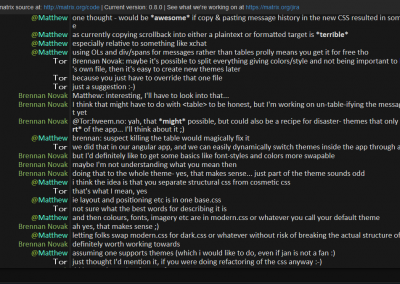 matrix source at: http://matrix.org/code | Current version: 0.6.0 | See what we're working on at https://matrix.org/jira
@Matthew one thought - would be *awesome* if copy & pasting message history in the new CSS resulted in som
e
@Matthew as currently copying scrollback into either a plaintext or formatted target is *terrible*
@Matthew especially relative to something like xchat
@Matthew using OLs and div/spans for messages rather than tables prolly means you get it for free tho
Tor Brennan Novak: maybe it's possible to split everything giving colors/style and not being important to
's own file, then it's easy to create new themes later
Tor because you just have to override that one file
Tor just a suggestion :-)
Brennan Novak Matthew: interesting, I'll have to look into that...
Brennan Novak I think that might have to do with <table> to be honest, but I'm working on un-table-ifying the messag
t yet
Brennan Novak @Tor:hveem.no: yah, that *might* possible, but could also be a recipe for disaster- themes that only
rt* of the app... I'll think about it ;)
@Matthew brennan: suspect killing the table would magically fix it
Tor we did that in our angular app, and we can easily dynamically switch themes inside the app through a
Brennan Novak but I'd definitely like to get some basics like font-styles and colors more swapable
Brennan Novak maybe I'm not understanding what you mean then
Brennan Novak doing that to the whole theme- yes, that makes sense... just part of the theme sounds odd
@Matthew i think the idea is that you separate structural css from cosmetic css
Tor that's what I mean, yes
@Matthew ie layout and positioning etc is in one base.css
Tor not sure what the best words for describing it is
@Matthew and then colours, fonts, imagery etc are in modern.css or whatever you call your default theme
Brennan Novak ah yes, that makes sense ;)
@Matthew letting folks swap modern.css for dark.css or whatever without risk of breaking the actual structure of
Brennan Novak definitely worth working towards
@Matthew assuming one supports themes (which i would like to do, even if jan is not a fun :)
Tor just thought I'd mention it, if you were doing refactoring of the css anyway :-)